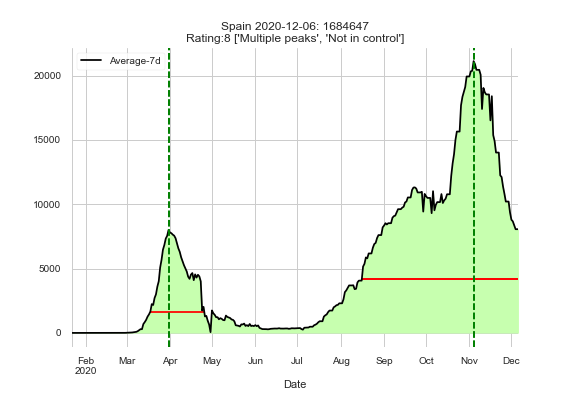 Spain 2020-12-06: 1684647
Rating:8 ['Multiple peaks', 'Not in control']
Average-7d
20000
15000
10000
5000
0
Feb Mar Apr May Jun Jul Aug Sep Oct Nov Dec
2020
Date